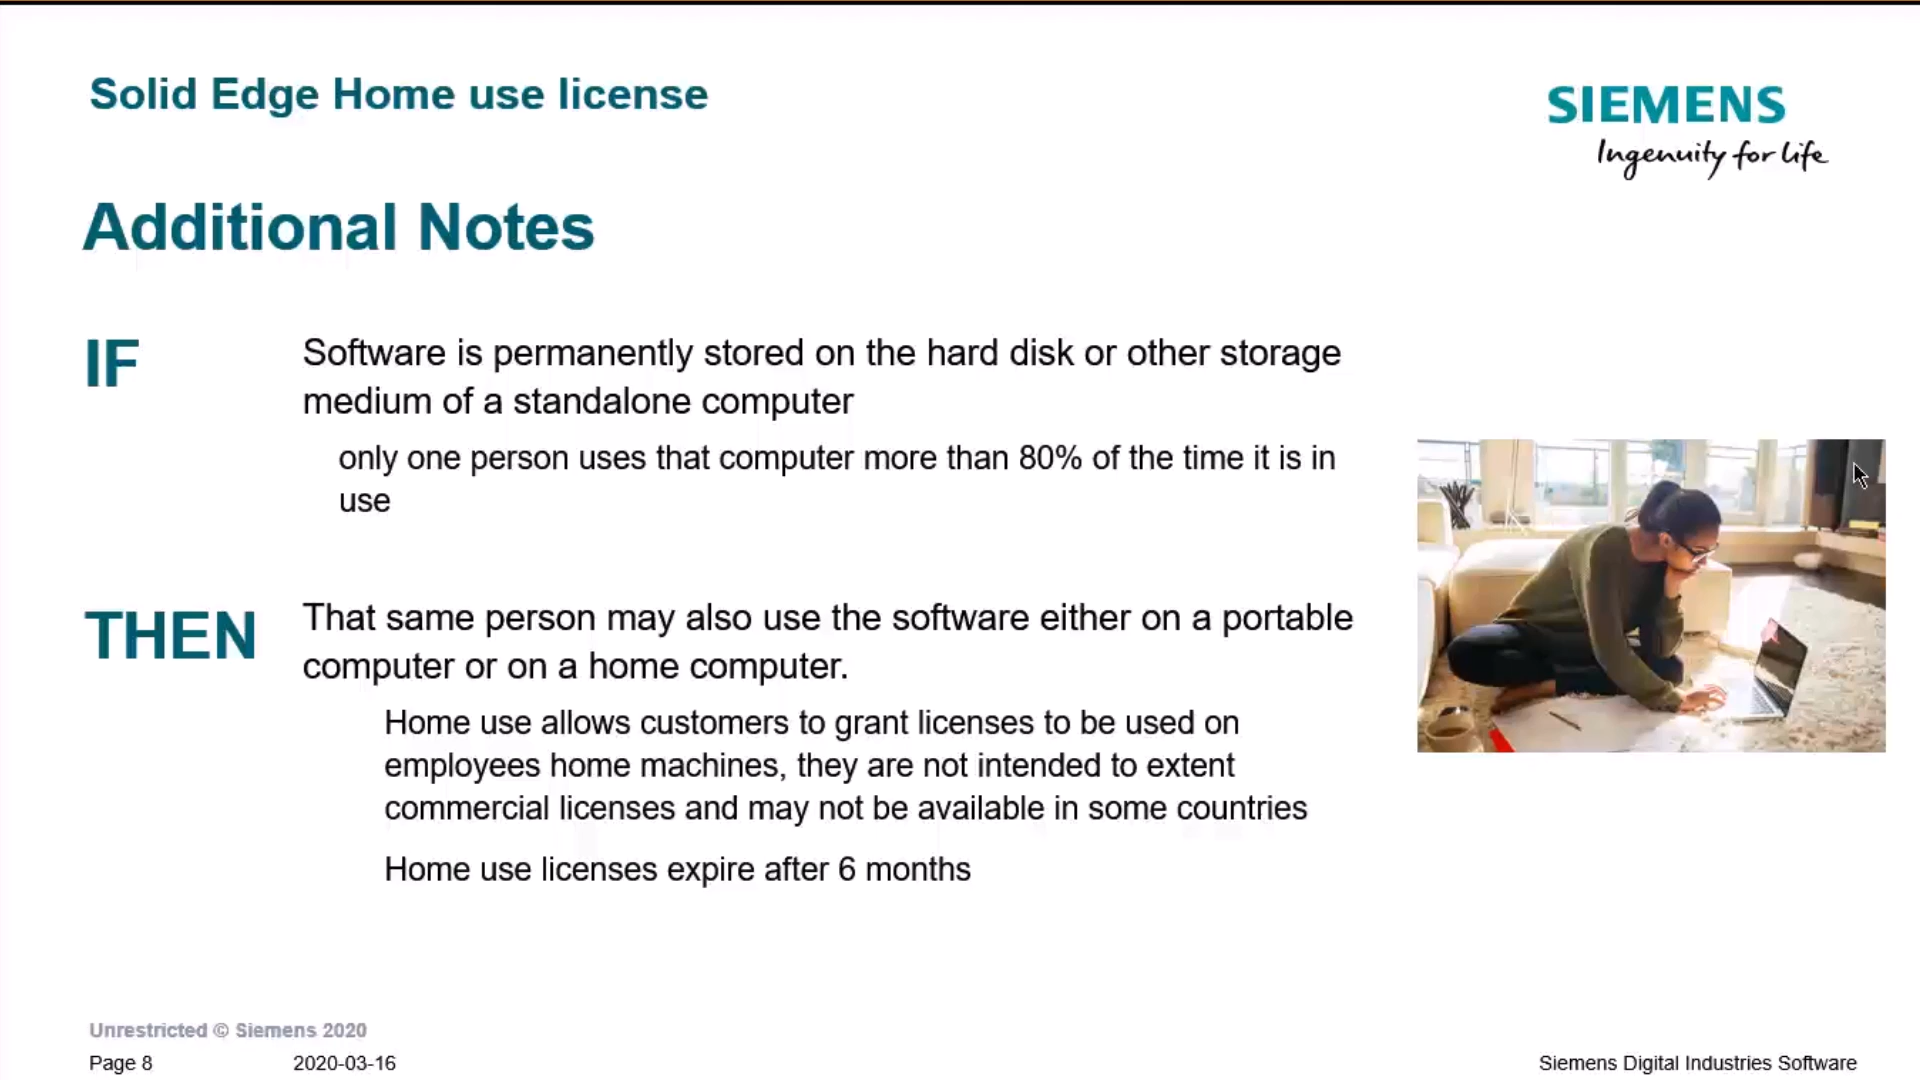 Solid Edge Home use license
SIEMENS
Ingenuity for life
Additional Notes
IF
Software is permanently stored on the hard disk or other storage
medium of a standalone computer
only one person uses that computer more than 80% of the time it is in
use
THEN
That same person may also use the software either on a portable
computer or on a home computer.
Home use allows customers to grant licenses to be used on
employees home machines, they are not intended to extent
commercial licenses and may not be available in some countries
Home use licenses expire after 6 months
Unrestricted © Siemens 2020
Page 8 2020-03-16 Siemens Digital Industries Software